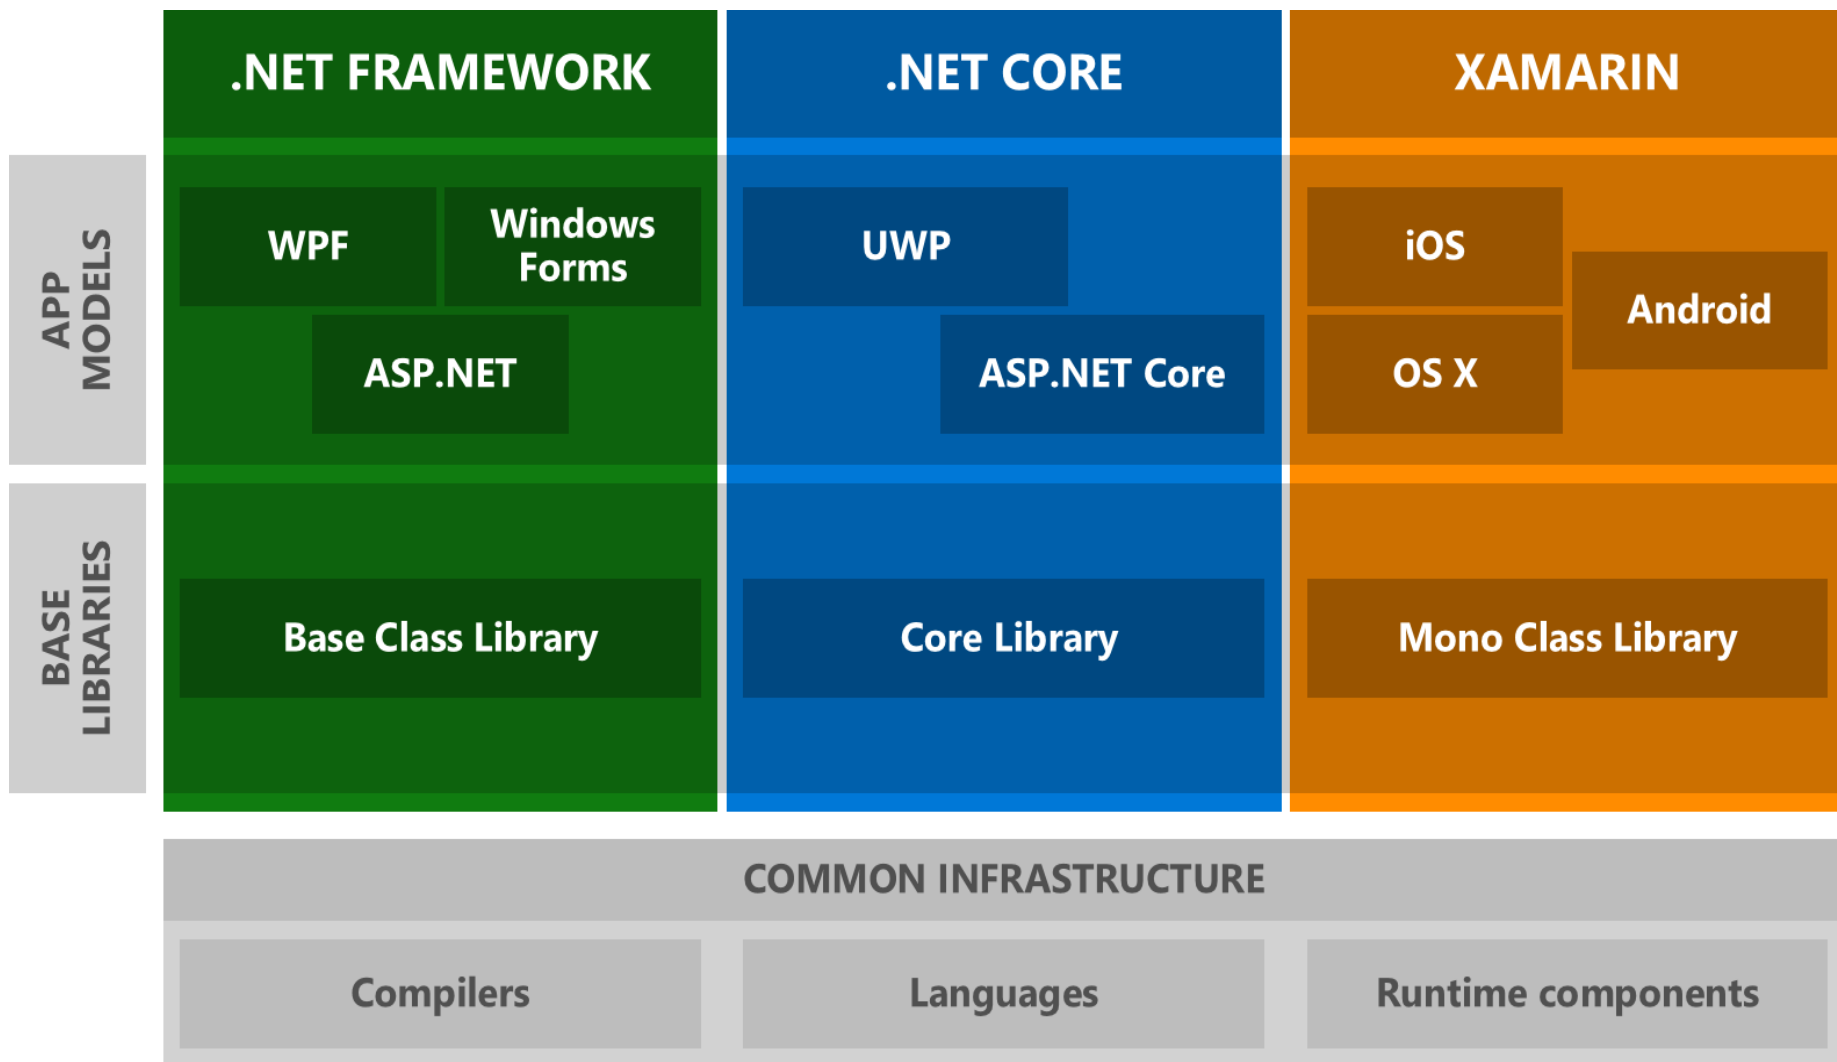 .NET FRAMEWORK
.NET CORE
XAMARIN
APP
MODELS
WPF
Windows
Forms
ASP.NET
UWP
ASP.NET Core
iOS
Android
OS X
BASE
LIBRARIES
Base Class Library
Core Library
Mono Class Library
COMMON INFRASTRUCTURE
Compilers
Languages
Runtime components